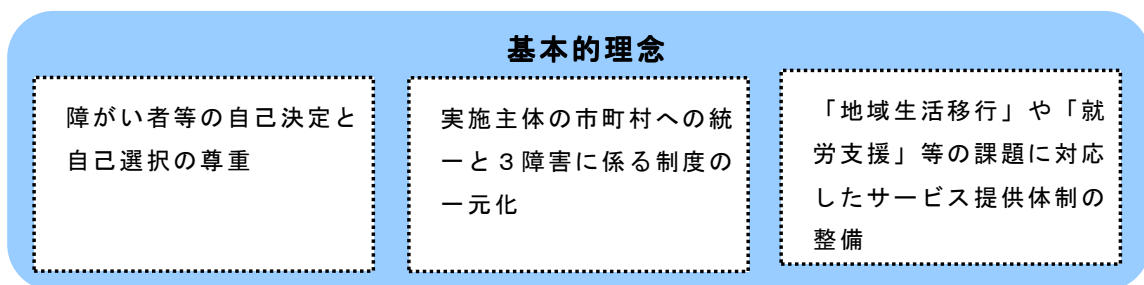 基本的理念
障がい者等の自己決定と
自己選択の尊重
実施主体の市町村への統
一と３障害に係る制度の
一元化
「地域生活移行」や「就
労支援」等の課題に対応
したサービス提供体制の
整備